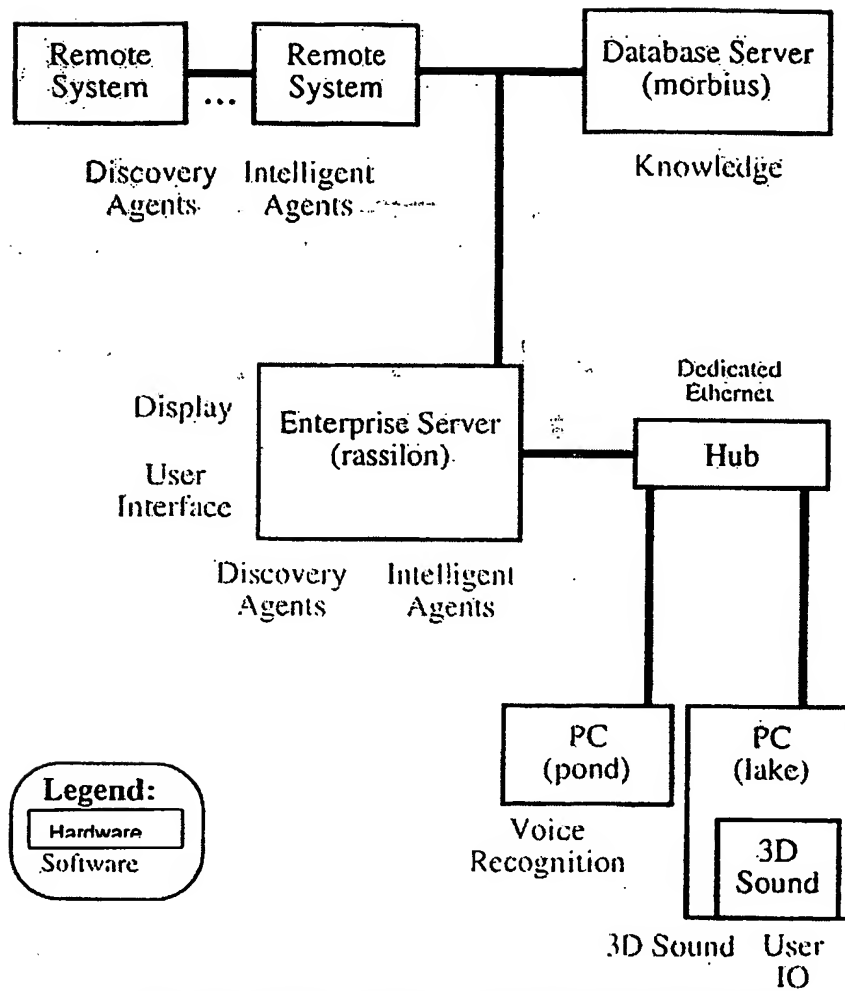 Remote
System
...
Remote
System
Database Server
(morbius)
Discovery
Agents
Intelligent
Agents
Knowledge
Display
User
Interface
Enterprise Server
(rassilon)
Dedicated
Ethernet
Hub
Discovery
Agents
Intelligent
Agents
PC
(pond)
PC
(lake)
Voice
Recognition
3D
Sound
3D Sound
User
IO
Legend:
Hardware
Software